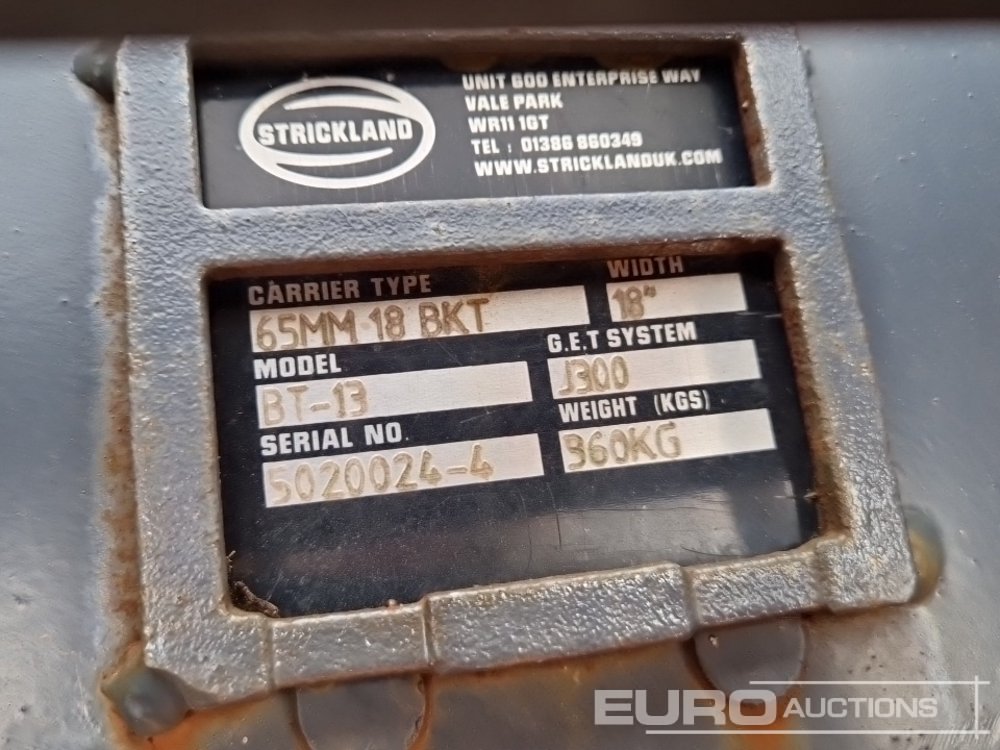 STRICKLAND
UNIT 600 ENTERPRISE WAY
VALE PARK
WR11 1GT
TEL : 01386 860349
WWW.STRICKLANDUK.COM
CARRIER TYPE
65MM 18 BKT
WIDTH
18"
MODEL
BT-13
G.E.T SYSTEM
J300
SERIAL NO.
5020024-4
WEIGHT (KGS)
360KG
EURO AUCTIONS